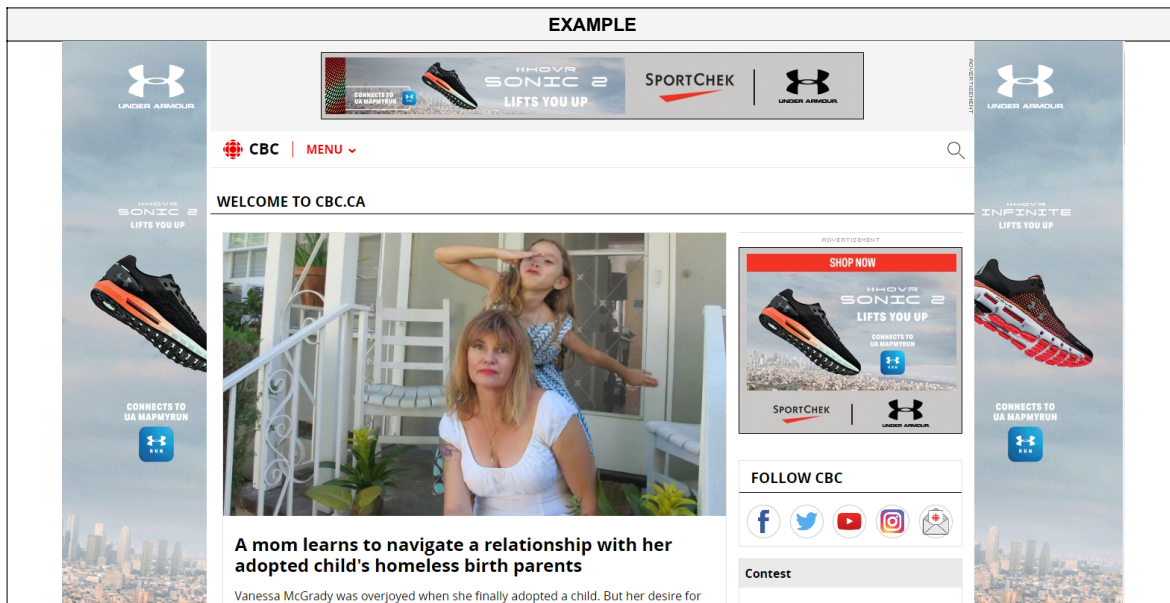 EXAMPLE
UNDER ARMOUR
HOVR
SONIC 2
LIFTS YOU UP
CONNECTS TO
UA MAPMYRUN
RUN
HOVR
SONIC 2
LIFTS YOU UP
CONNECTS TO
UA MAPMYRUN
SPORTCHEK
UNDER ARMOUR
ADVERTISEMENT
CBC
MENU
WELCOME TO CBC.CA
A mom learns to navigate a relationship with her
adopted child's homeless birth parents
Vanessa McGrady was overjoyed when she finally adopted a child. But her desire for
ADVERTISEMENT
SHOP NOW
HOVR
SONIC 2
LIFTS YOU UP
CONNECTS TO
UA MAPMYRUN
RUN
SPORTCHEK
UNDER ARMOUR
FOLLOW CBC
Contest
UNDER ARMOUR
HOVR
INFINITE
LIFTS YOU UP
CONNECTS TO
UA MAPMYRUN
RUN